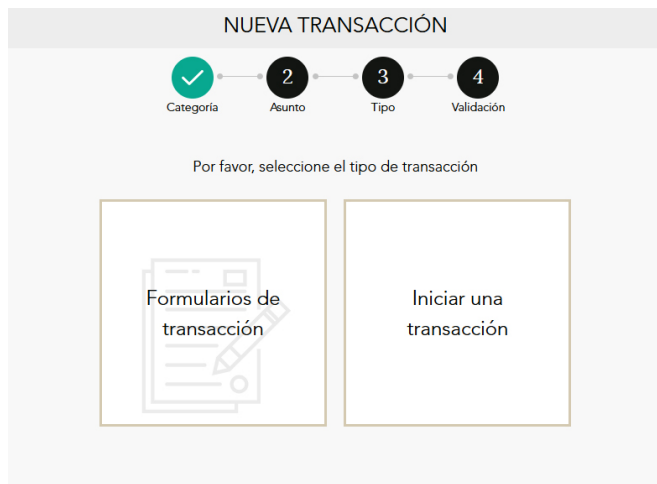 NUEVA TRANSACCIÓN
2
3
4
Categoría
Asunto
Tipo
Validación
Por favor, seleccione el tipo de transacción
Formularios de
transacción
Iniciar una
transacción